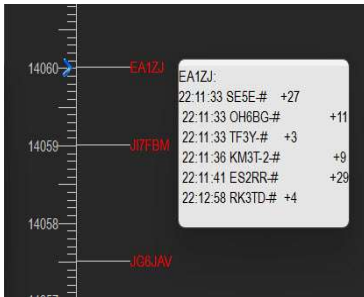 14060 EA1ZJ
14059 JI7FBM
14058
JG6JAV
EA1ZJ:
22:11:33 SE5E-# +27
22:11:33 OH6BG-# +11
22:11:33 TF3Y-# +3
22:11:36 KM3T-2-# +9
22:11:41 ES2RR-# +29
22:12:58 RK3TD-# +4